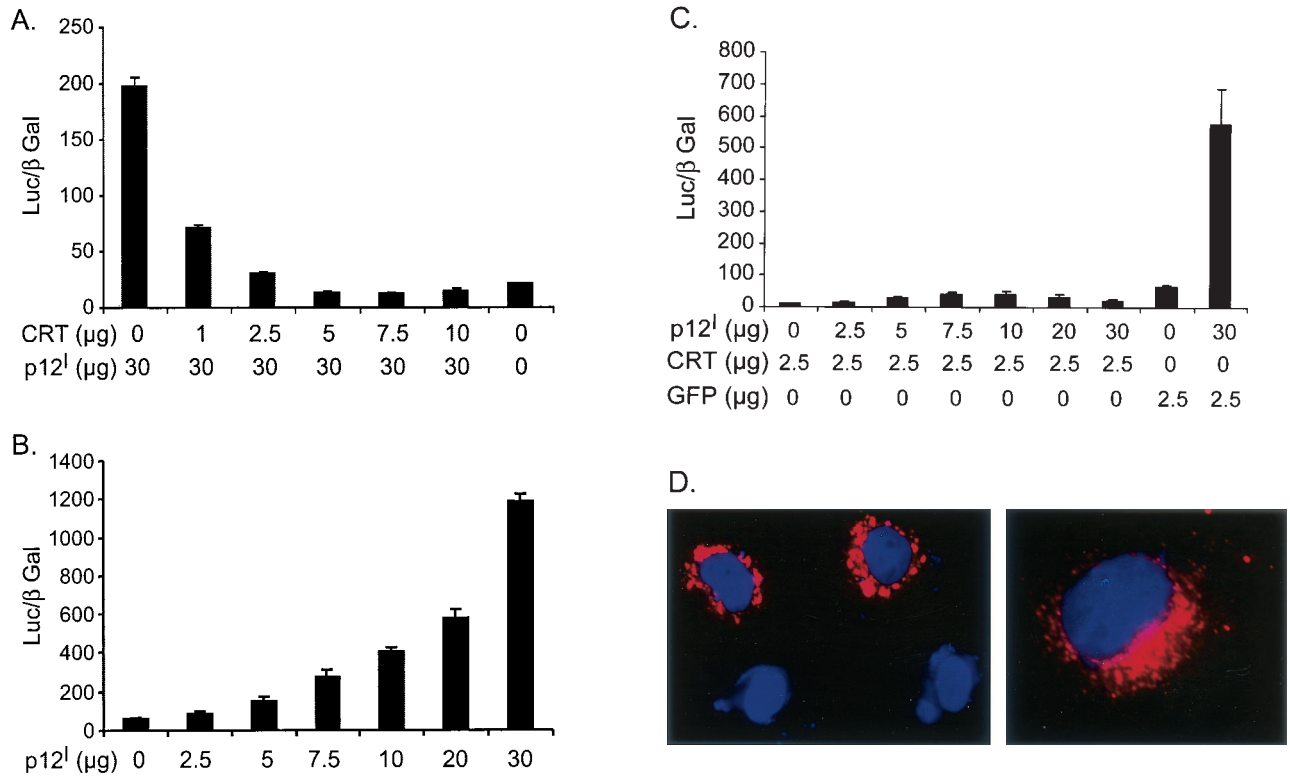 A.
Luc/β Gal
250
200
150
100
50
0
CRT (µg) 0 1 2.5 5 7.5 10 0
p12ᴵ (µg) 30 30 30 30 30 30 0
B.
Luc/β Gal
1400
1200
1000
800
600
400
200
0
p12ᴵ (µg) 0 2.5 5 7.5 10 20 30
C.
Luc/β Gal
800
700
600
500
400
300
200
100
0
p12ᴵ (µg) 0 2.5 5 7.5 10 20 30 0 30
CRT (µg) 2.5 2.5 2.5 2.5 2.5 2.5 2.5 0 0
GFP (µg) 0 0 0 0 0 0 0 2.5 2.5
D.